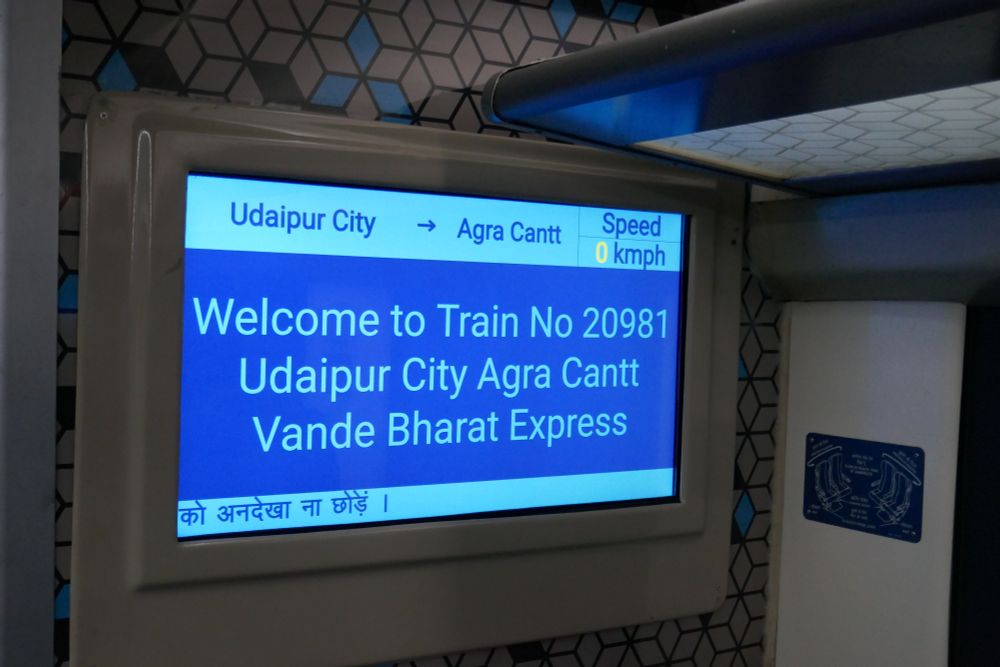 Udaipur City → Agra Cantt
Speed
0 kmph
Welcome to Train No 20981
Udaipur City Agra Cantt
Vande Bharat Express
को अनदेखा ना छोड़ें ।